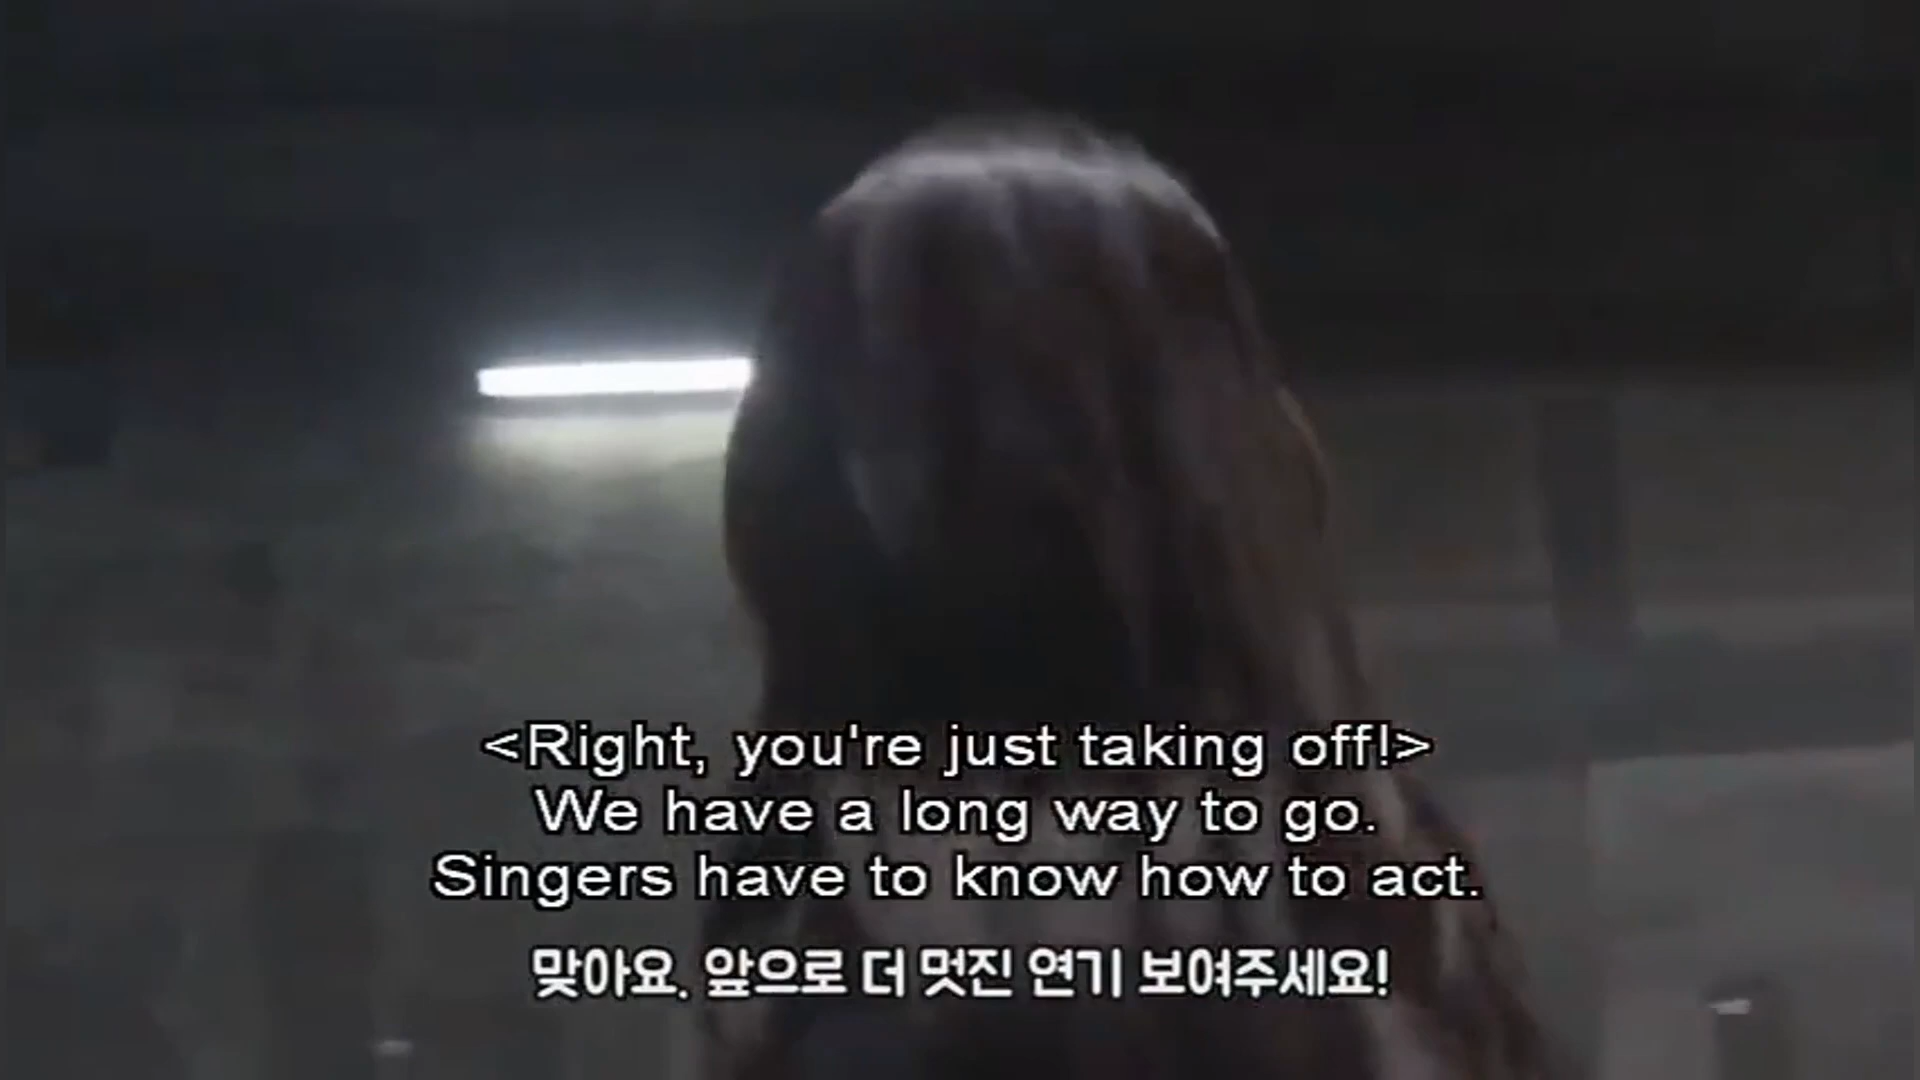 <Right, you're just taking off!>
We have a long way to go.
Singers have to know how to act.
맞아요. 앞으로 더 멋진 연기 보여주세요!